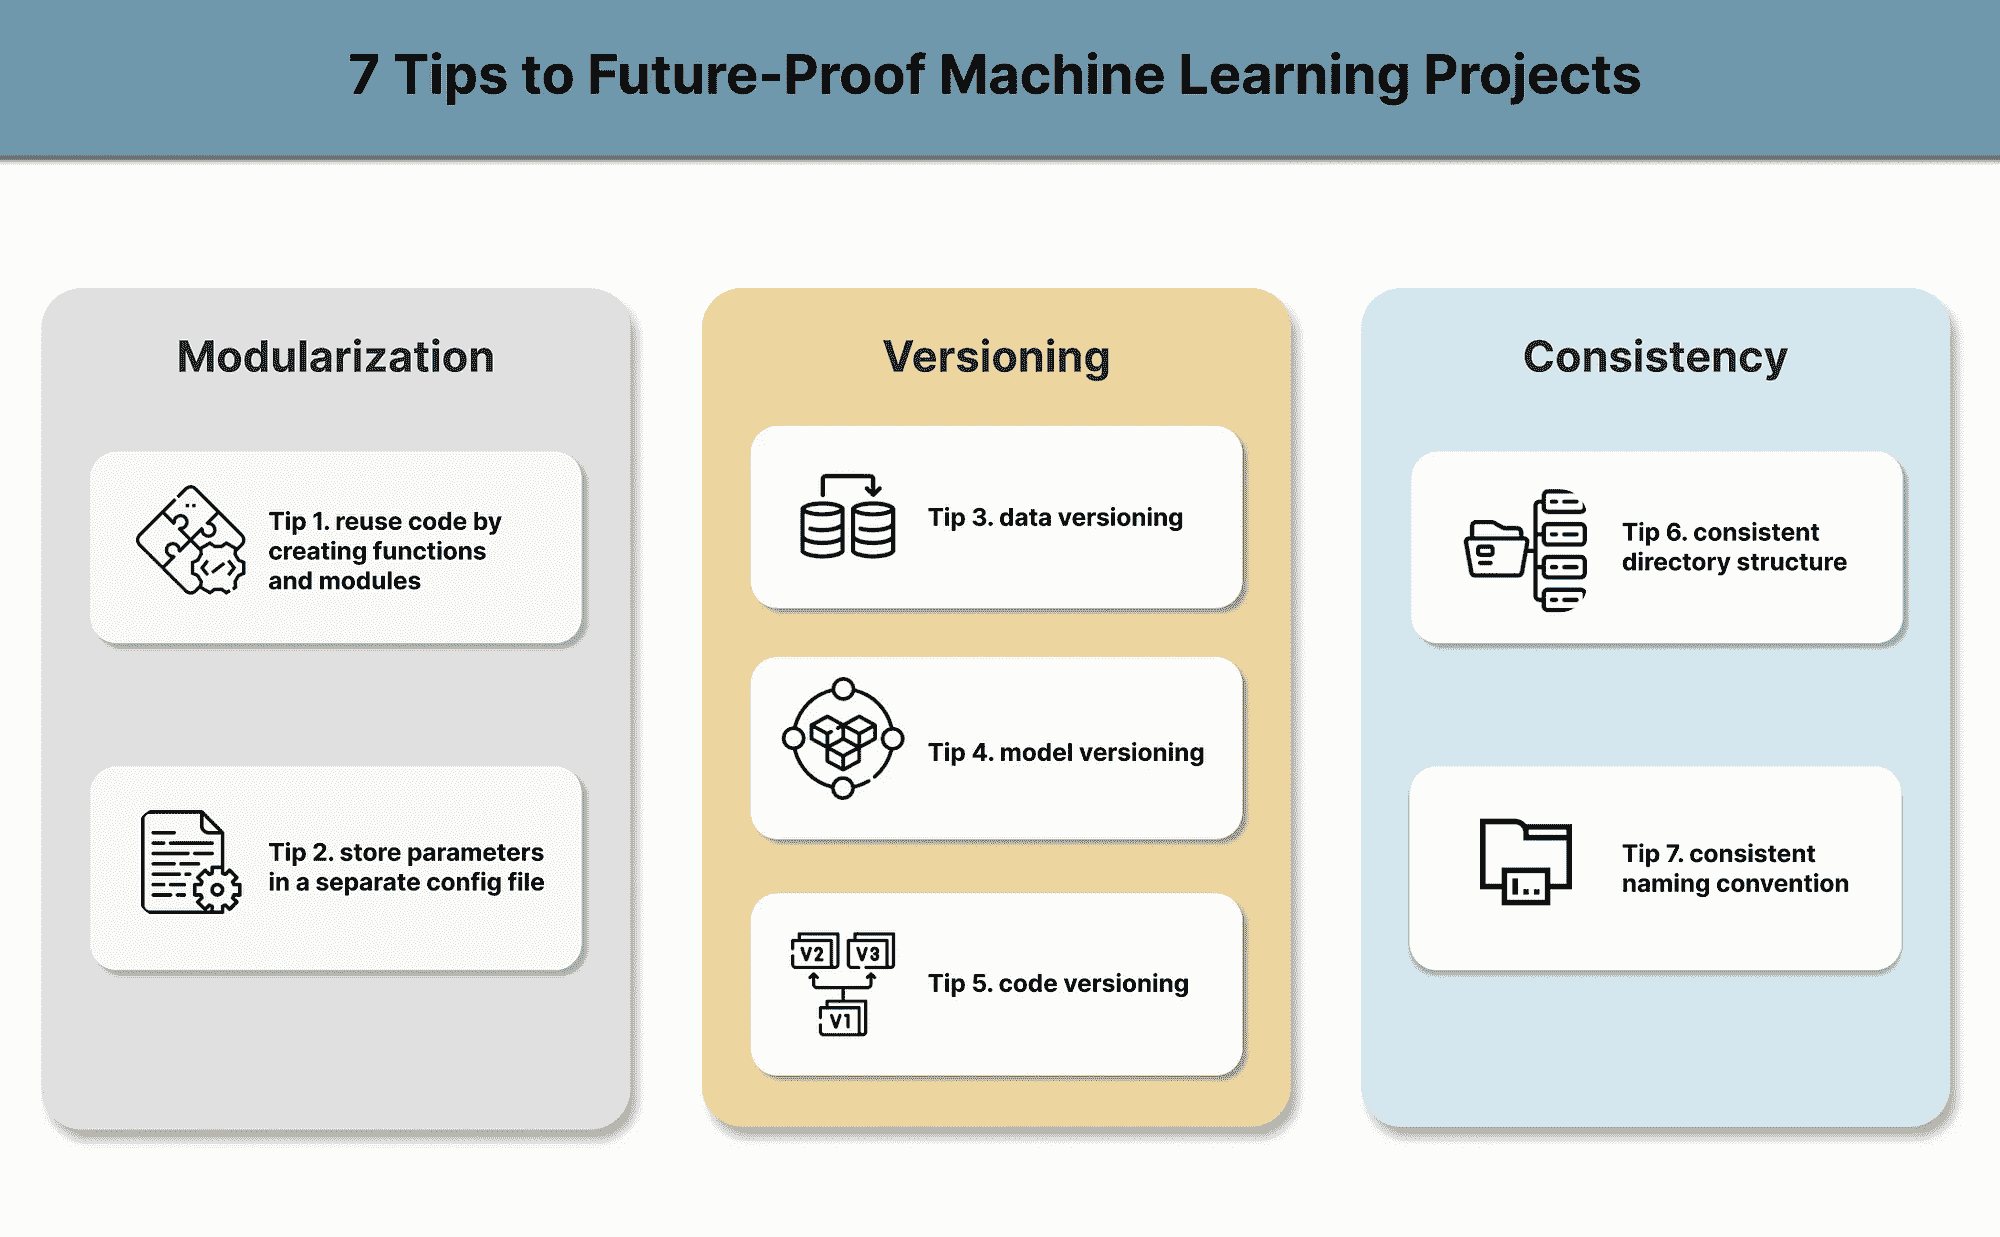 7 Tips to Future-Proof Machine Learning Projects
Modularization
Tip 1. reuse code by
creating functions
and modules
Tip 2. store parameters
in a separate config file
Versioning
Tip 3. data versioning
Tip 4. model versioning
V2 V3
V1
Tip 5. code versioning
Consistency
Tip 6. consistent
directory structure
Tip 7. consistent
naming convention